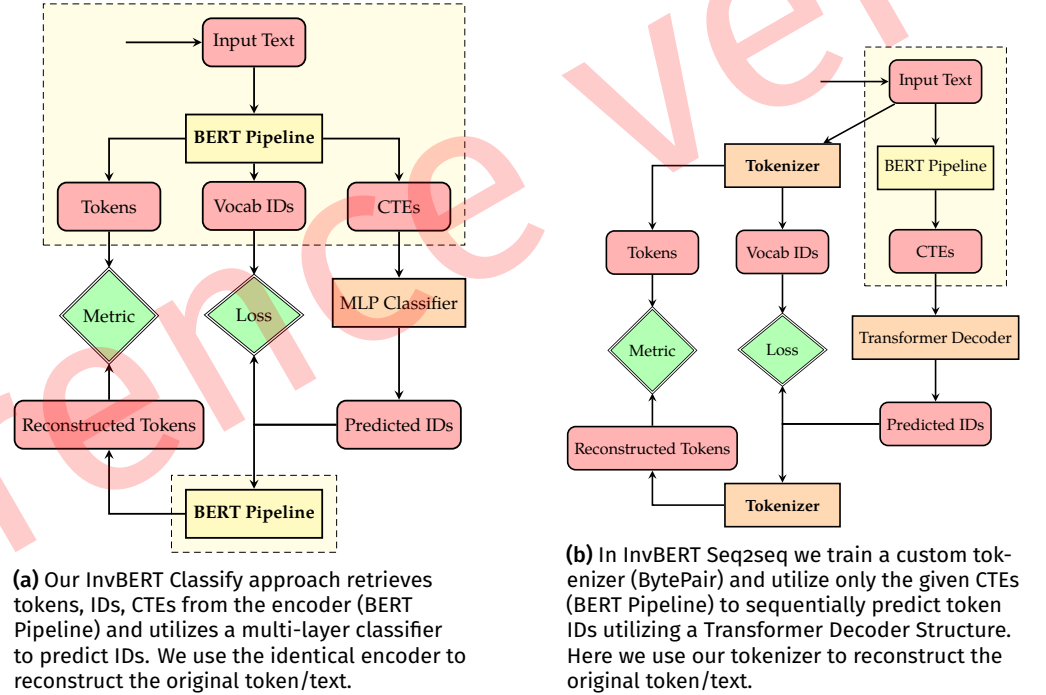 Input Text
BERT Pipeline
Tokens
Vocab IDs
CTEs
MLP Classifier
Metric
Loss
Reconstructed Tokens
Predicted IDs
BERT Pipeline
(a) Our InvBERT Classify approach retrieves
tokens, IDs, CTEs from the encoder (BERT
Pipeline) and utilizes a multi-layer classifier
to predict IDs. We use the identical encoder to
reconstruct the original token/text.
Input Text
Tokenizer
BERT Pipeline
Tokens
Vocab IDs
CTEs
Metric
Loss
Transformer Decoder
Predicted IDs
Reconstructed Tokens
Tokenizer
(b) In InvBERT Seq2seq we train a custom tok-
enizer (BytePair) and utilize only the given CTEs
(BERT Pipeline) to sequentially predict token
IDs utilizing a Transformer Decoder Structure.
Here we use our tokenizer to reconstruct the
original token/text.
rence ve